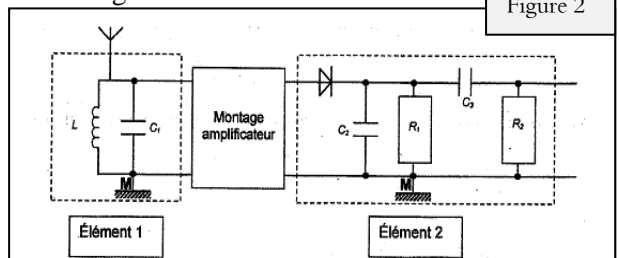 Figure 2
L
C₁
M
Montage
amplificateur
C₂
R₁
C₃
R₂
M
Élément 1
Élément 2